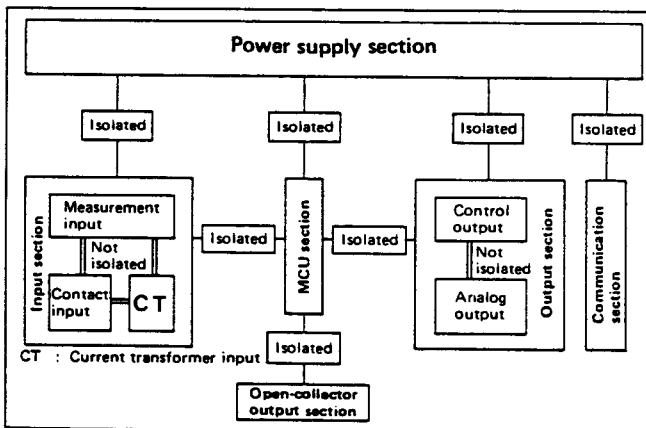 Power supply section
Isolated
Isolated
Isolated
Isolated
Input section
Measurement
input
Not
isolated
Contact
input
CT
Isolated
MCU section
Isolated
Control
output
Not
isolated
Analog
output
Output section
Communication
section
CT : Current transformer input
Isolated
Open-collector
output section